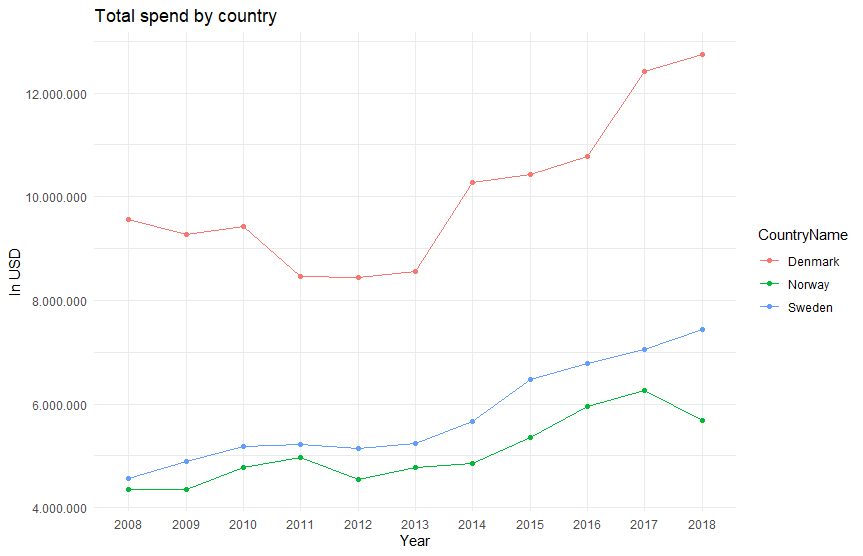 Total spend by country
12.000.000
10.000.000
8.000.000
6.000.000
4.000.000
In USD
2008 2009 2010 2011 2012 2013 2014 2015 2016 2017 2018
Year
CountryName
Denmark
Norway
Sweden